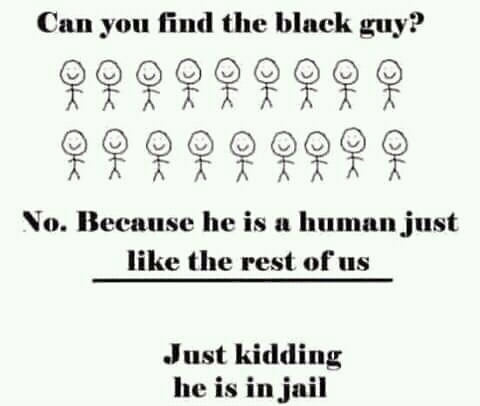 Can you find the black guy?
No. Because he is a human just
like the rest of us
Just kidding
he is in jail